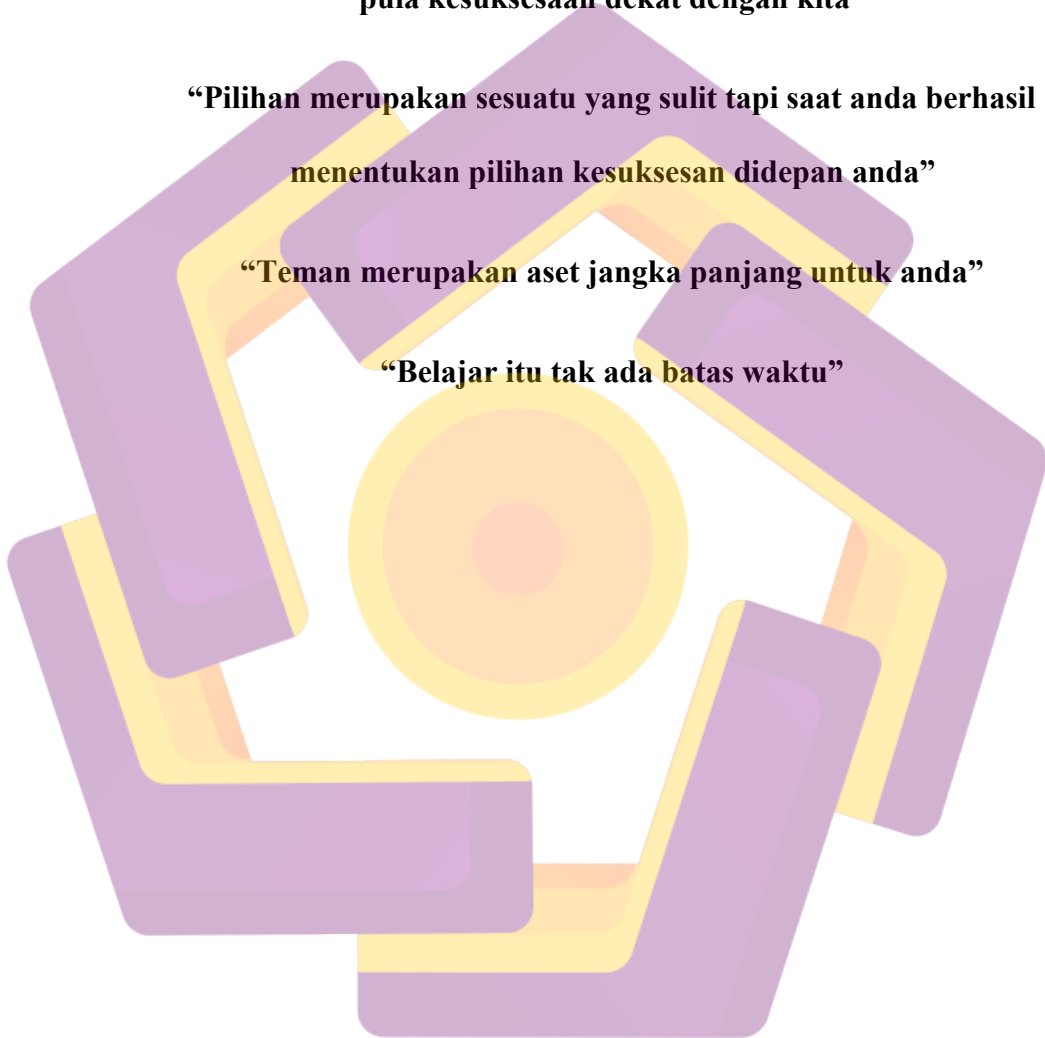 pula kesuksesaan dekat dengan kita
“Pilihan merupakan sesuatu yang sulit tapi saat anda berhasil
menentukan pilihan kesuksesan didepan anda”
“Teman merupakan aset jangka panjang untuk anda”
“Belajar itu tak ada batas waktu”